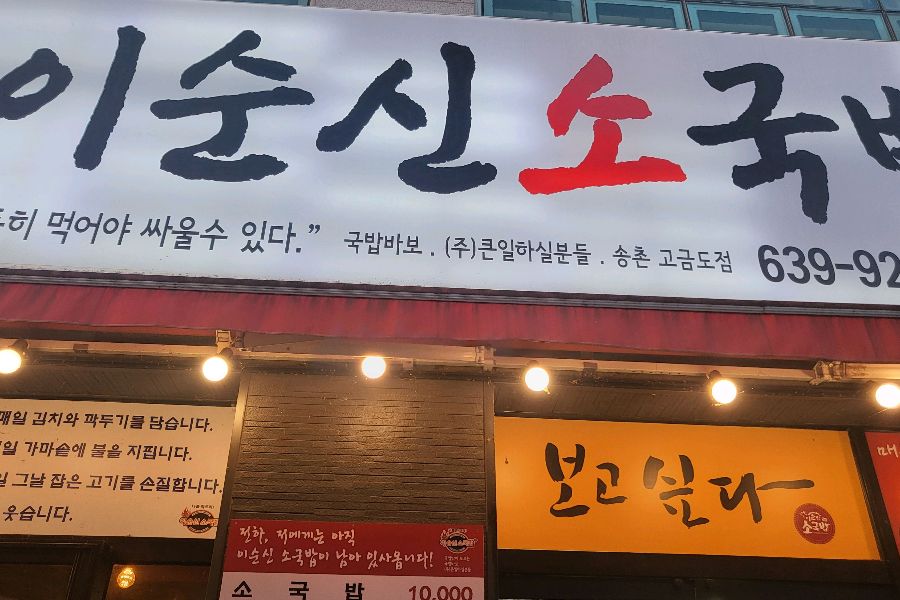 이순신 소국밥
히 먹어야 싸울수 있다.” 국밥바보 . (주)큰일하실분들 . 송촌 고금도점 639-92
매일 김치와 깍두기를 담습니다.
일 가마솥에 불을 지핍니다.
일 그날 잡은 고기를 손질합니다.
웃습니다.
보고 싶다
소국밥
매
전하, 저에게는 아직
이순신 소국밥이 남아 있사옵니다!
소 국 밥 10,000